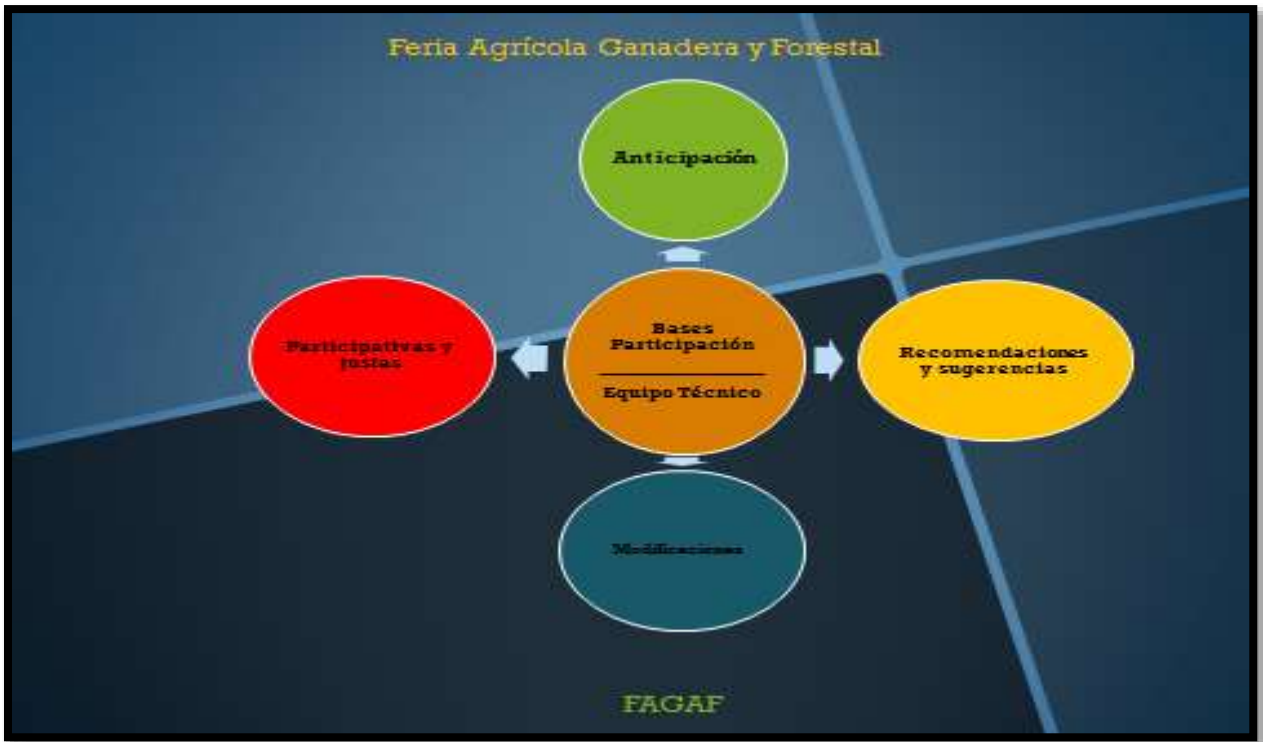 Feria Agrícola Ganadera y Forestal
Anticipación
Participativas y
justas
Bases
Participación
Equipo Técnico
Recomendaciones
y sugerencias
Modificaciones
FAGAF